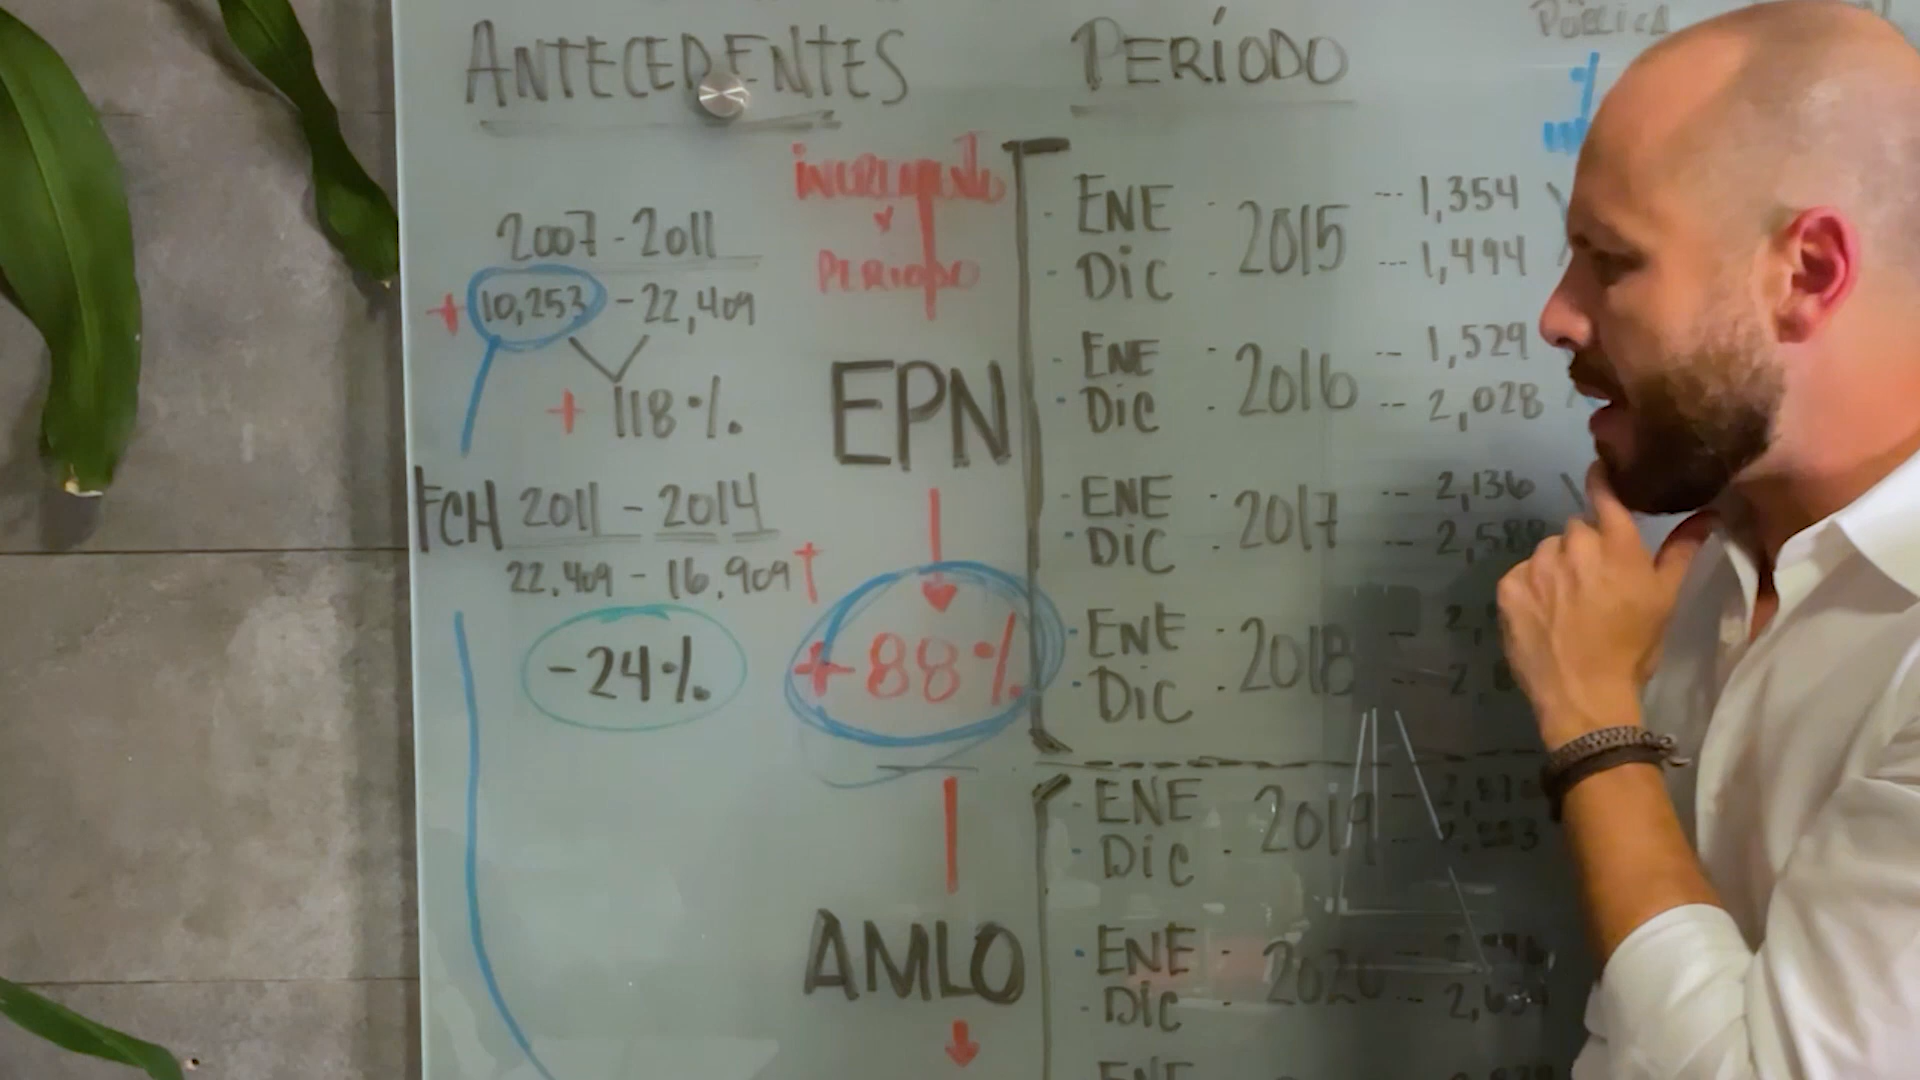 ANTECEDENTES
2007 - 2011
+ 10,253 - 22,409
+ 118%.
FCH 2011 - 2014
22,409 - 16,909
-24%.
INCREMENTO
PERIODO
EPN
+88%.
AMLO
PERÍODO
- ENE - 2015 -- 1,354
- DIC --- 1,494
- ENE - 2016 -- 1,529
- DIC -- 2,028
- ENE - 2017 -- 2,136
- DIC --
- ENE - 2018
- DIC
- ENE - 2019
- DIC
- ENE - 2020
- DIC
ENE
PÚBLICA
%